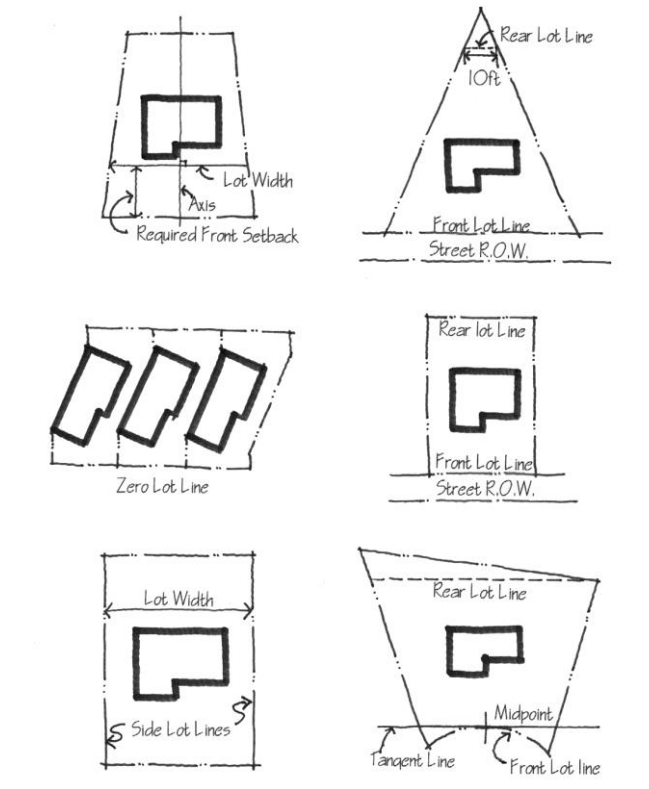 Lot Width
Axis
Required Front Setback
Rear Lot Line
10ft
Front Lot Line
Street R.O.W.
Zero Lot Line
Rear lot Line
Front Lot Line
Street R.O.W.
Lot Width
Side Lot Lines
Rear Lot Line
Midpoint
Tangent Line
Front Lot line